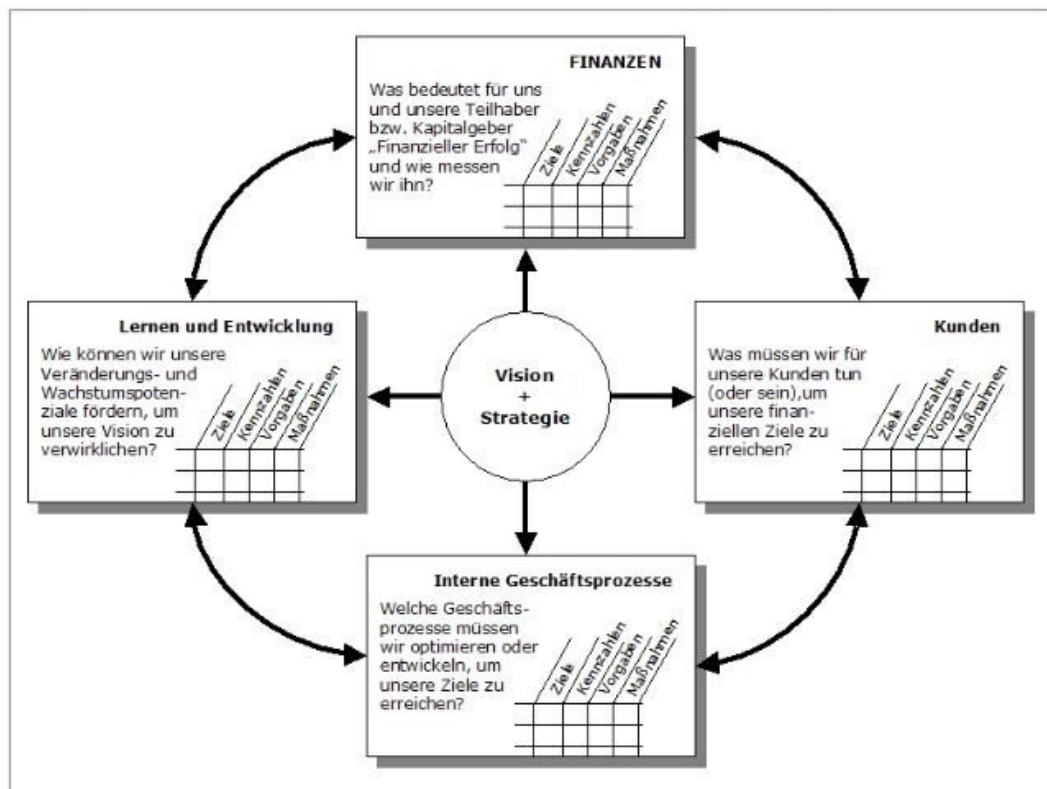 FINANZEN
Was bedeutet für uns
und unsere Teilhaber
bzw. Kapitalgeber
„Finanzieller Erfolg“
und wie messen
wir ihn?
Ziele
Kennzahlen
Vorgaben
Maßnahmen
Lernen und Entwicklung
Wie können wir unsere
Veränderungs- und
Wachstumspoten-
ziale fördern, um
unsere Vision zu
verwirklichen?
Ziele
Kennzahlen
Vorgaben
Maßnahmen
Vision
+
Strategie
Kunden
Was müssen wir für
unsere Kunden tun
(oder sein),um
unsere finan-
ziellen Ziele zu
erreichen?
Ziele
Kennzahlen
Vorgaben
Maßnahmen
Interne Geschäftsprozesse
Welche Geschäfts-
prozesse müssen
wir optimieren oder
entwickeln, um
unsere Ziele zu
erreichen?
Ziele
Kennzahlen
Vorgaben
Maßnahmen